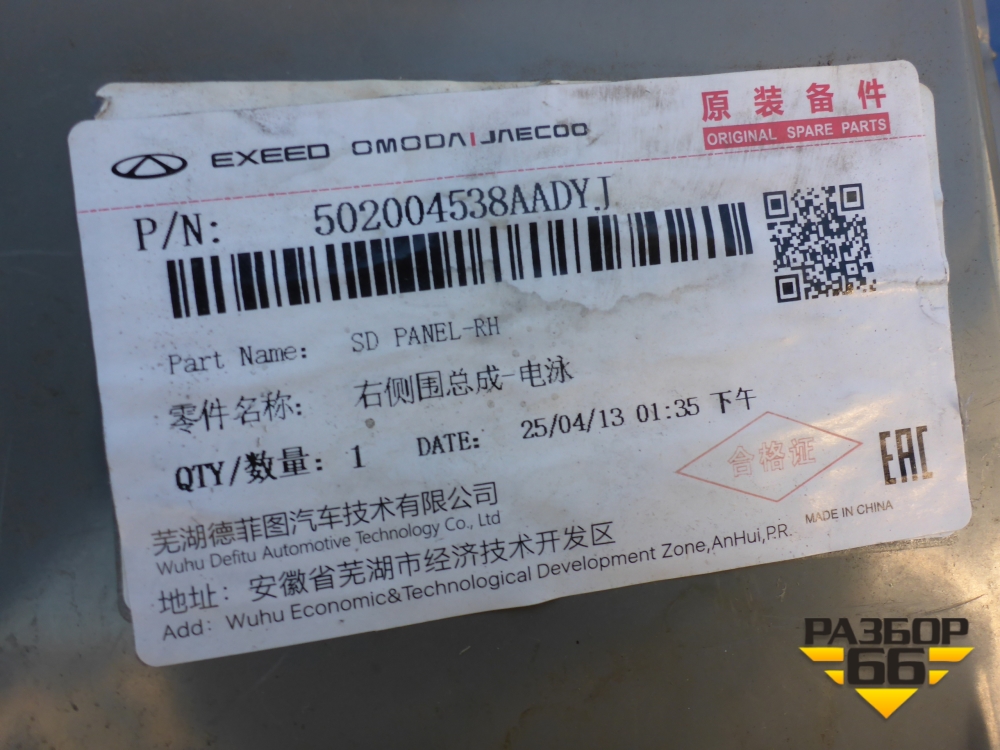 EXEED OMODA|JAECOO
原装备件
ORIGINAL SPARE PARTS
P/N: 502004538AADYJ
Part Name: SD PANEL-RH
零件名称: 右侧围总成-电泳
QTY/数量: 1 DATE: 25/04/13 01:35 下午
合格证
EAC
芜湖德菲图汽车技术有限公司
Wuhu Defitu Automotive Technology Co., Ltd
MADE IN CHINA
地址: 安徽省芜湖市经济技术开发区
Add: Wuhu Economic&Technological Development Zone,AnHui,P.R.
РАЗБОР
66